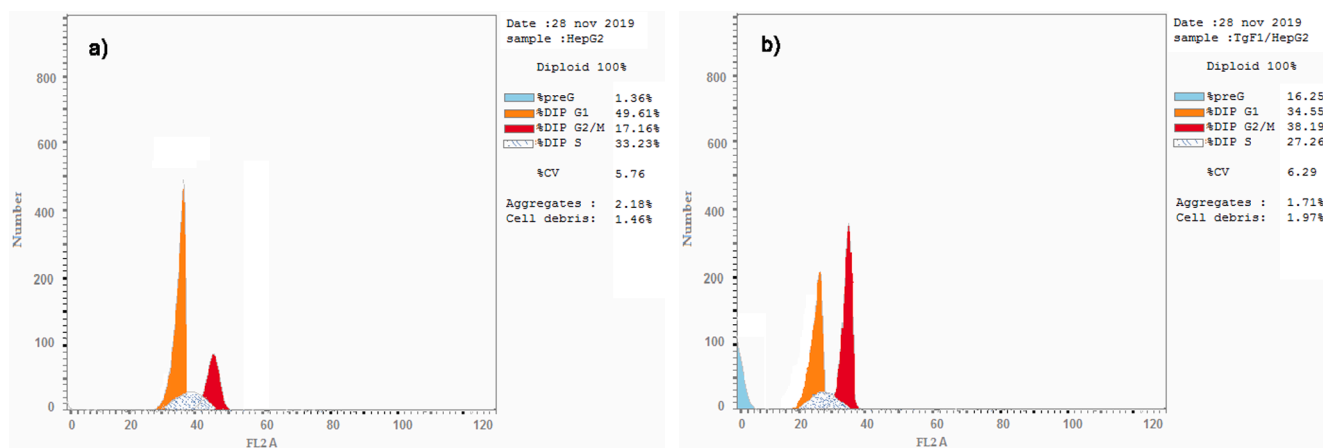 a)
Date :28 nov 2019
sample :HepG2
Diploid 100%
%preG 1.36%
%DIP G1 49.61%
%DIP G2/M 17.16%
%DIP S 33.23%
%CV 5.76
Aggregates : 2.18%
Cell debris: 1.46%
Number
800
600
400
200
100
0
0 20 40 60 80 100 120
FL2A
b)
Date :28 nov 2019
sample :TgF1/HepG2
Diploid 100%
%preG 16.25
%DIP G1 34.55
%DIP G2/M 38.19
%DIP S 27.26
%CV 6.29
Aggregates : 1.71%
Cell debris: 1.97%
Number
800
600
400
200
100
0
0 20 40 60 80 100 120
FL2A